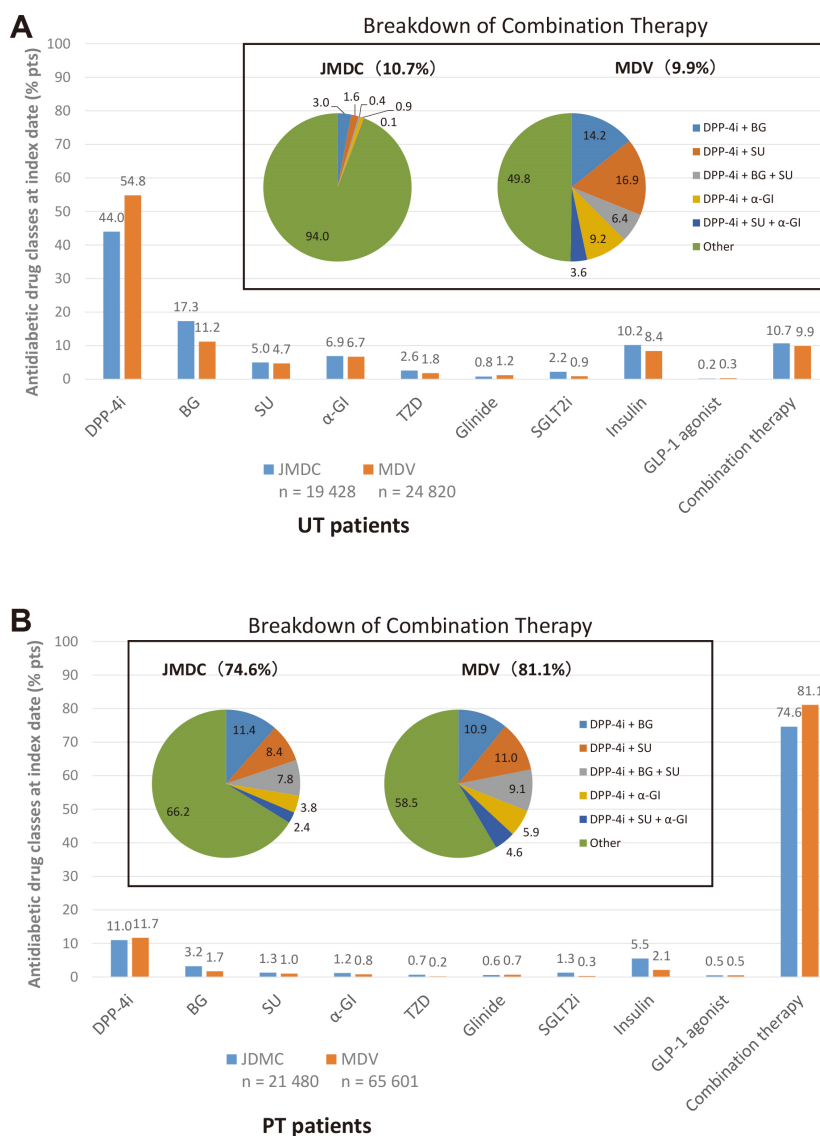 A
Breakdown of Combination Therapy
Antidiabetic drug classes at index date (% pts)
100
90
80
70
60
50
40
30
20
10
0
JMDC（10.7%）
MDV（9.9%）
3.0
1.6
0.4
0.9
0.1
94.0
14.2
16.9
6.4
9.2
3.6
49.8
DPP-4i + BG
DPP-4i + SU
DPP-4i + BG + SU
DPP-4i + α-GI
DPP-4i + SU + α-GI
Other
44.0 54.8
17.3 11.2
5.0 4.7
6.9 6.7
2.6 1.8
0.8 1.2
2.2 0.9
10.2 8.4
0.2 0.3
10.7 9.9
DPP-4i
BG
SU
α-GI
TZD
Glinide
SGLT2i
Insulin
GLP-1 agonist
Combination therapy
JMDC MDV
n = 19 428 n = 24 820
UT patients
B
Breakdown of Combination Therapy
Antidiabetic drug classes at index date (% pts)
100
90
80
70
60
50
40
30
20
10
0
JMDC（74.6%）
MDV（81.1%）
11.4
8.4
7.8
3.8
2.4
66.2
10.9
11.0
9.1
5.9
4.6
58.5
DPP-4i + BG
DPP-4i + SU
DPP-4i + BG + SU
DPP-4i + α-GI
DPP-4i + SU + α-GI
Other
11.0 11.7
3.2 1.7
1.3 1.0
1.2 0.8
0.7 0.2
0.6 0.7
1.3 0.3
5.5 2.1
0.5 0.5
74.6 81.1
DPP-4i
BG
SU
α-GI
TZD
Glinide
SGLT2i
Insulin
GLP-1 agonist
Combination therapy
JDMC MDV
n = 21 480 n = 65 601
PT patients